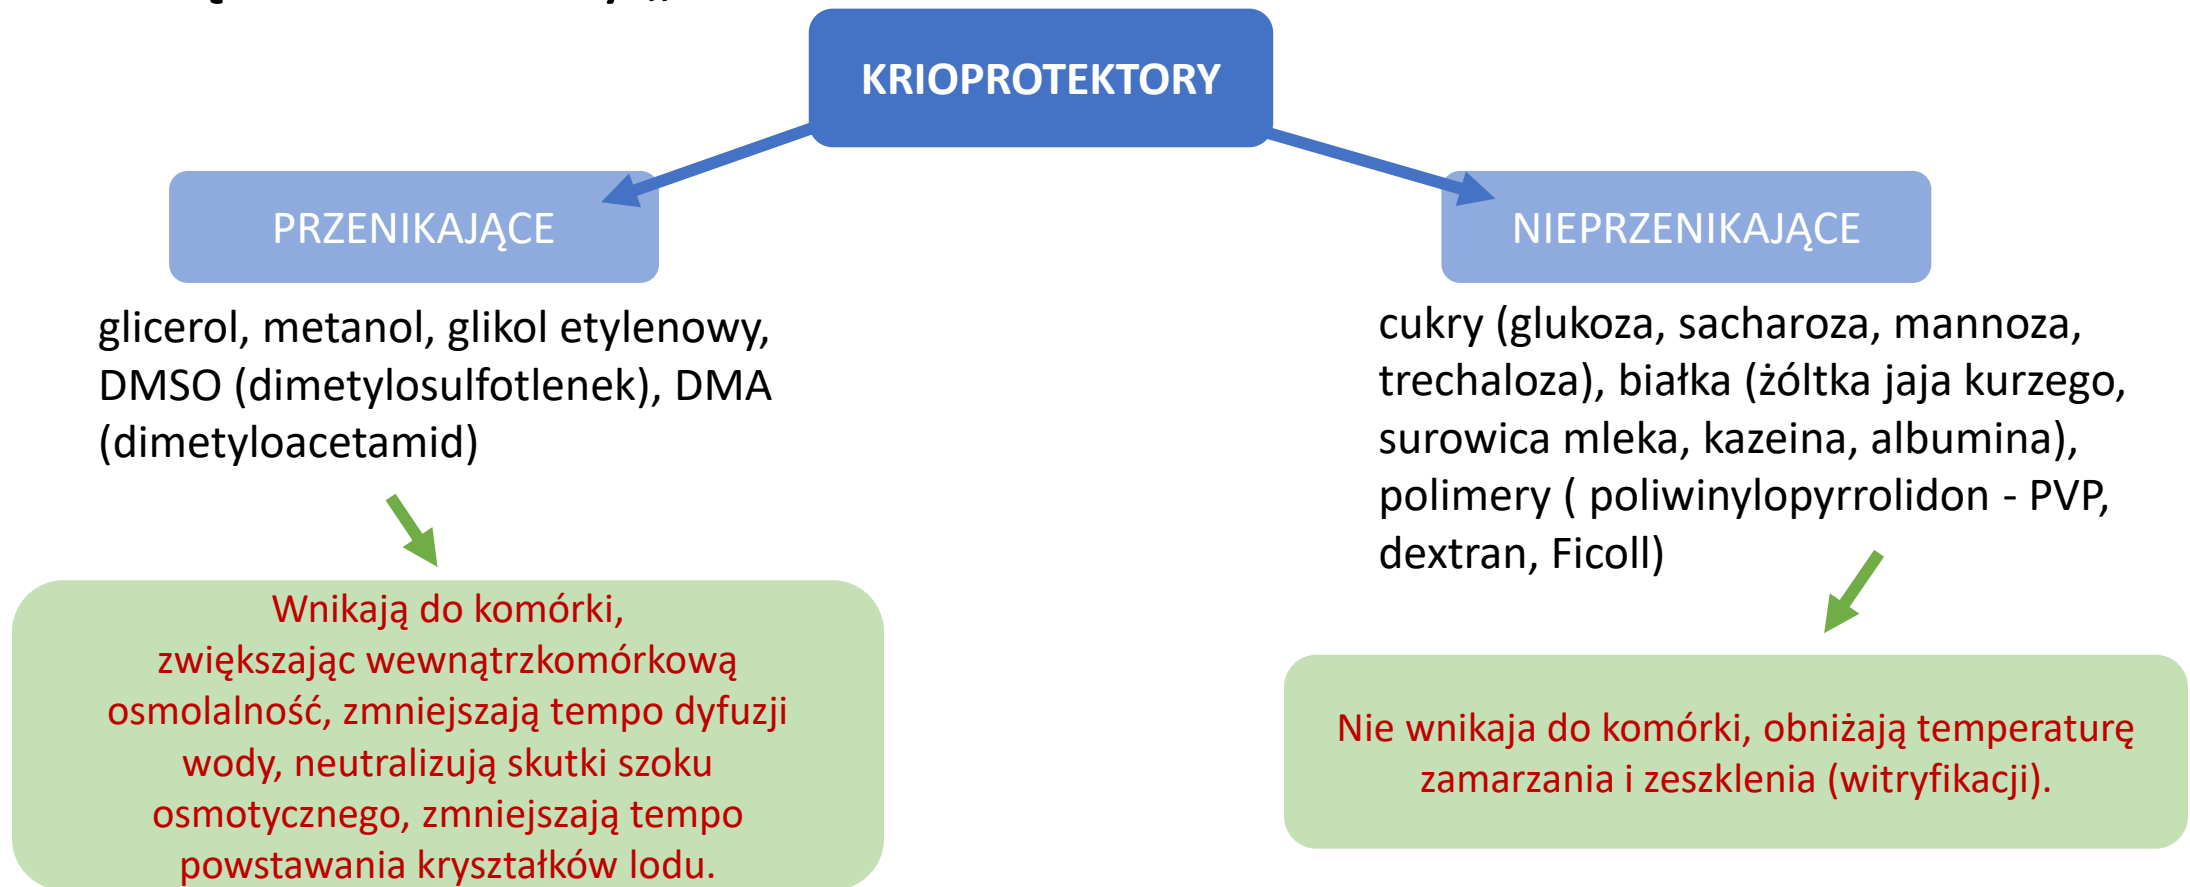 KRIOPROTEKTORY
PRZENIKAJĄCE
NIEPRZENIKAJĄCE
glicerol, metanol, glikol etylenowy,
DMSO (dimetylosulfotlenek), DMA
(dimetyloacetamid)
cukry (glukoza, sacharoza, mannoza,
trechaloza), białka (żóltka jaja kurzego,
surowica mleka, kazeina, albumina),
polimery ( poliwinylopyrrolidon - PVP,
dextran, Ficoll)
Wnikają do komórki,
zwiększając wewnątrzkomórkową
osmolalność, zmniejszają tempo dyfuzji
wody, neutralizują skutki szoku
osmotycznego, zmniejszają tempo
powstawania kryształków lodu.
Nie wnikaja do komórki, obniżają temperaturę
zamarzania i zeszklenia (witryfikacji).